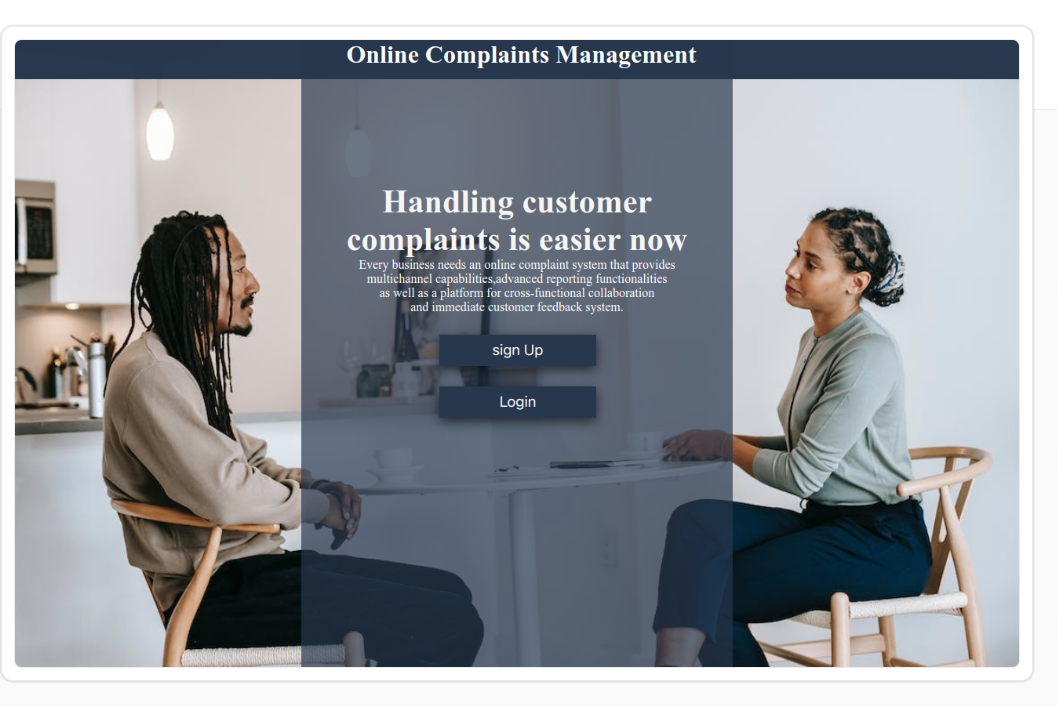 Online Complaints Management
Handling customer
complaints is easier now
Every business needs an online complaint system that provides
multichannel capabilities,advanced reporting functionalities
as well as a platform for cross-functional collaboration
and immediate customer feedback system.
sign Up
Login